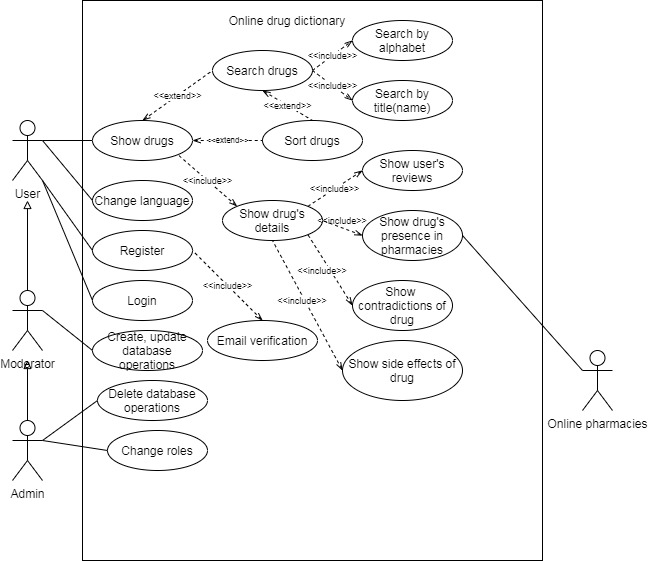 Online drug dictionary
Search by
alphabet
<<include>>
Search drugs
<<include>>
Search by
title(name)
<<extend>>
<<extend>>
Show drugs
<<extend>>
Sort drugs
User
Show user's
reviews
<<include>>
<<include>>
Change language
Show drug's
details
<<include>>
Show drug's
presence in
pharmacies
Register
<<include>>
<<include>>
<<include>>
Login
Show
contradictions of
drug
Moderator
Create, update
database
operations
Email verification
Show side effects of
drug
Delete database
operations
Online pharmacies
Change roles
Admin